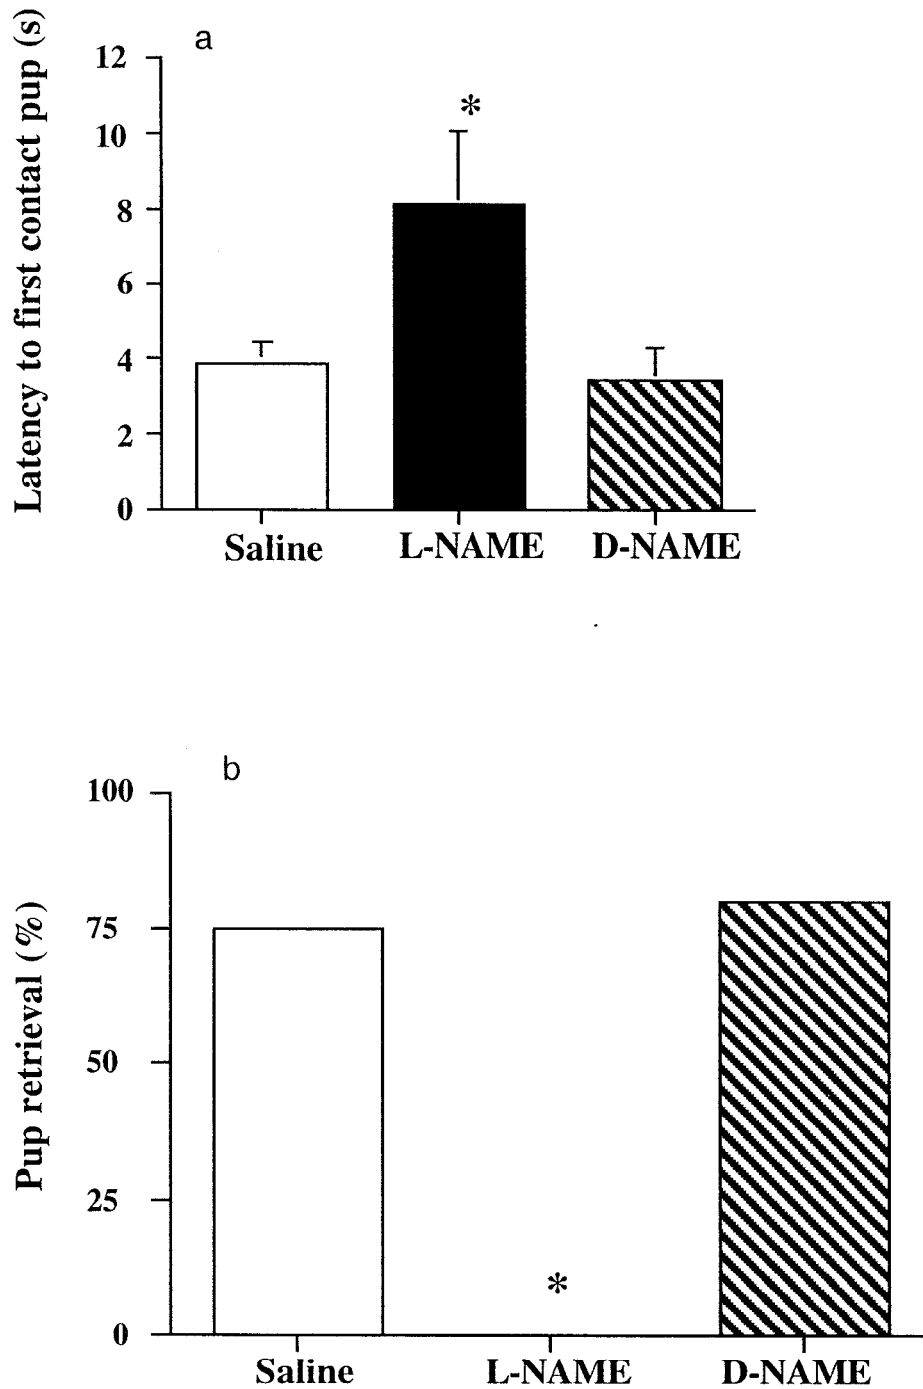 a
Latency to first contact pup (s)
12
10
8
6
4
2
0
*
Saline L-NAME D-NAME
b
Pup retrieval (%)
100
75
50
25
0
*
Saline L-NAME D-NAME